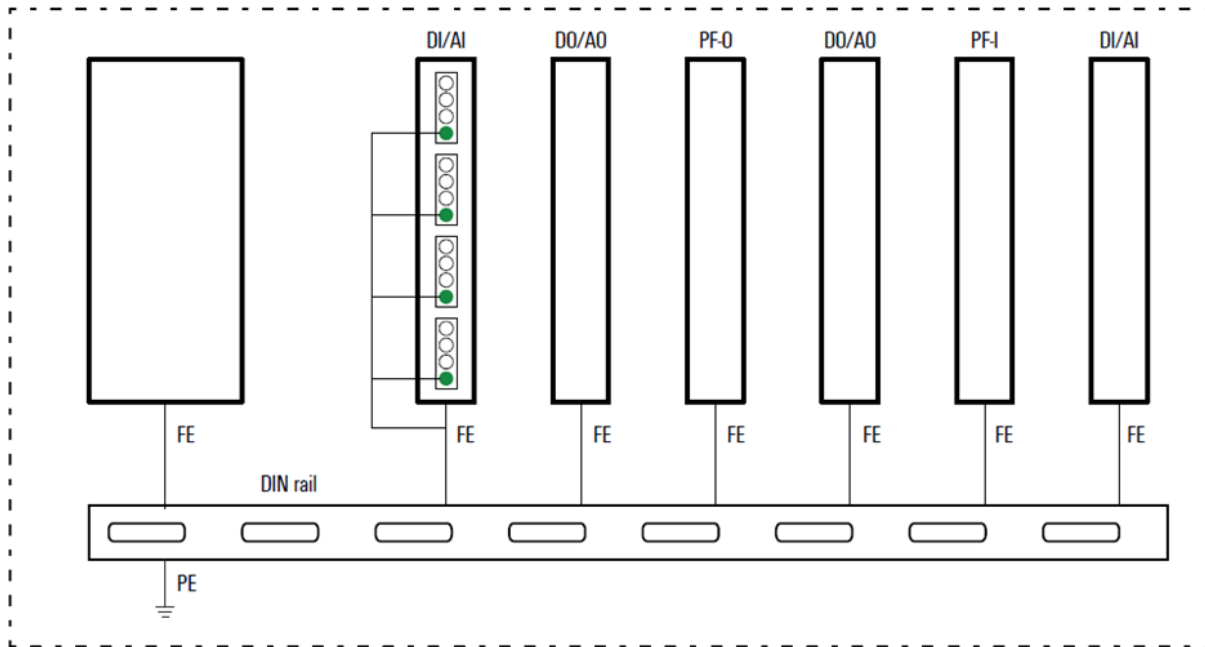 DI/AI DO/AO PF-O DO/AO PF-I DI/AI
FE FE FE FE FE FE FE
DIN rail
PE